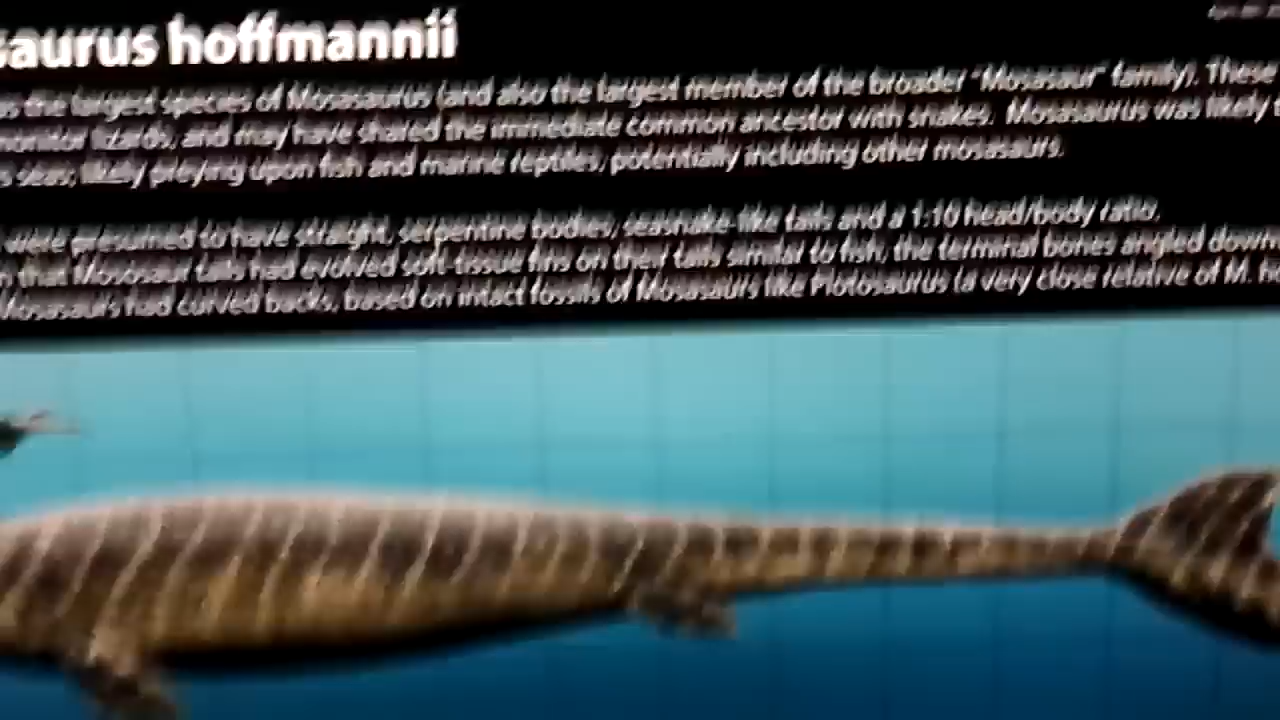 saurus hoffmannii
s the largest species of Mosasaurus (and also the largest member of the broader "Mosasaur" family). These
monitor lizards, and may have shared the immediate common ancestor with snakes. Mosasaurus was likely
s seas; likely preying upon fish and marine reptiles, potentially including other mosasaurs.
were presumed to have straight, serpentine bodies, seasnake-like tails and a 1:10 head/body ratio.
that Mososaur tails had evolved soft-tissue fins on their tails similar to fish, the terminal bones angled down
Mosasaurs had curved backs, based on intact fossils of Mosasaurs like Plotosaurus (a very close relative of M.